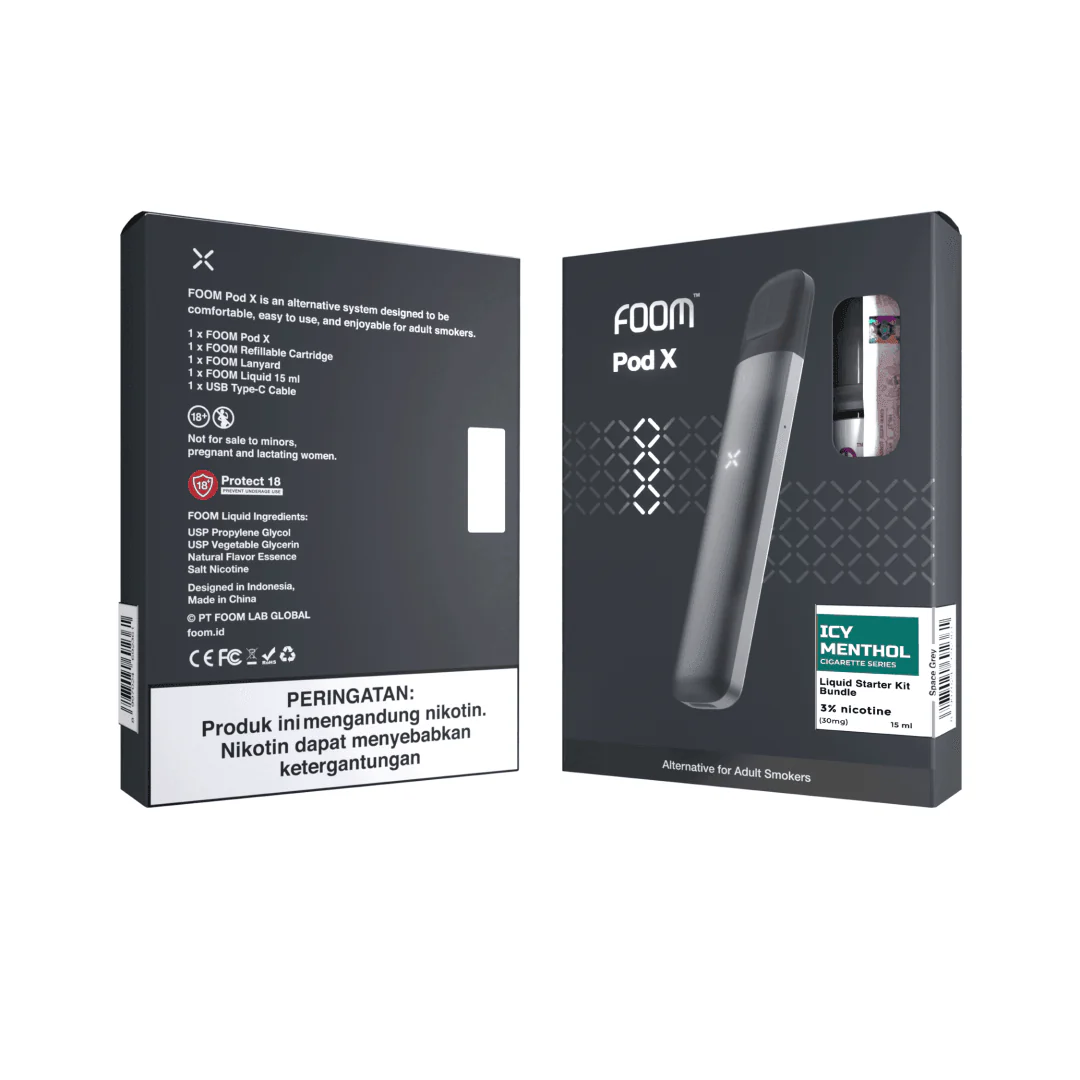 FOOM Pod X is an alternative system designed to be
comfortable, easy to use, and enjoyable for adult smokers.
1 x FOOM Pod X
1 x FOOM Refillable Cartridge
1 x FOOM Lanyard
1 x FOOM Liquid 15 ml
1 x USB Type-C Cable
18+
Not for sale to minors,
pregnant and lactating women.
18+
Protect 18
PREVENT UNDERAGE USE
FOOM Liquid Ingredients:
USP Propylene Glycol
USP Vegetable Glycerin
Natural Flavor Essence
Salt Nicotine
Designed in Indonesia,
Made in China
© PT FOOM LAB GLOBAL
foom.id
CE FC RoHS
PERINGATAN:
Produk ini mengandung nikotin.
Nikotin dapat menyebabkan
ketergantungan
FOOM™
Pod X
ICY
MENTHOL
CIGARETTE SERIES
Liquid Starter Kit
Bundle
3% nicotine
(30mg) 15 ml
Space Grey
Alternative for Adult Smokers